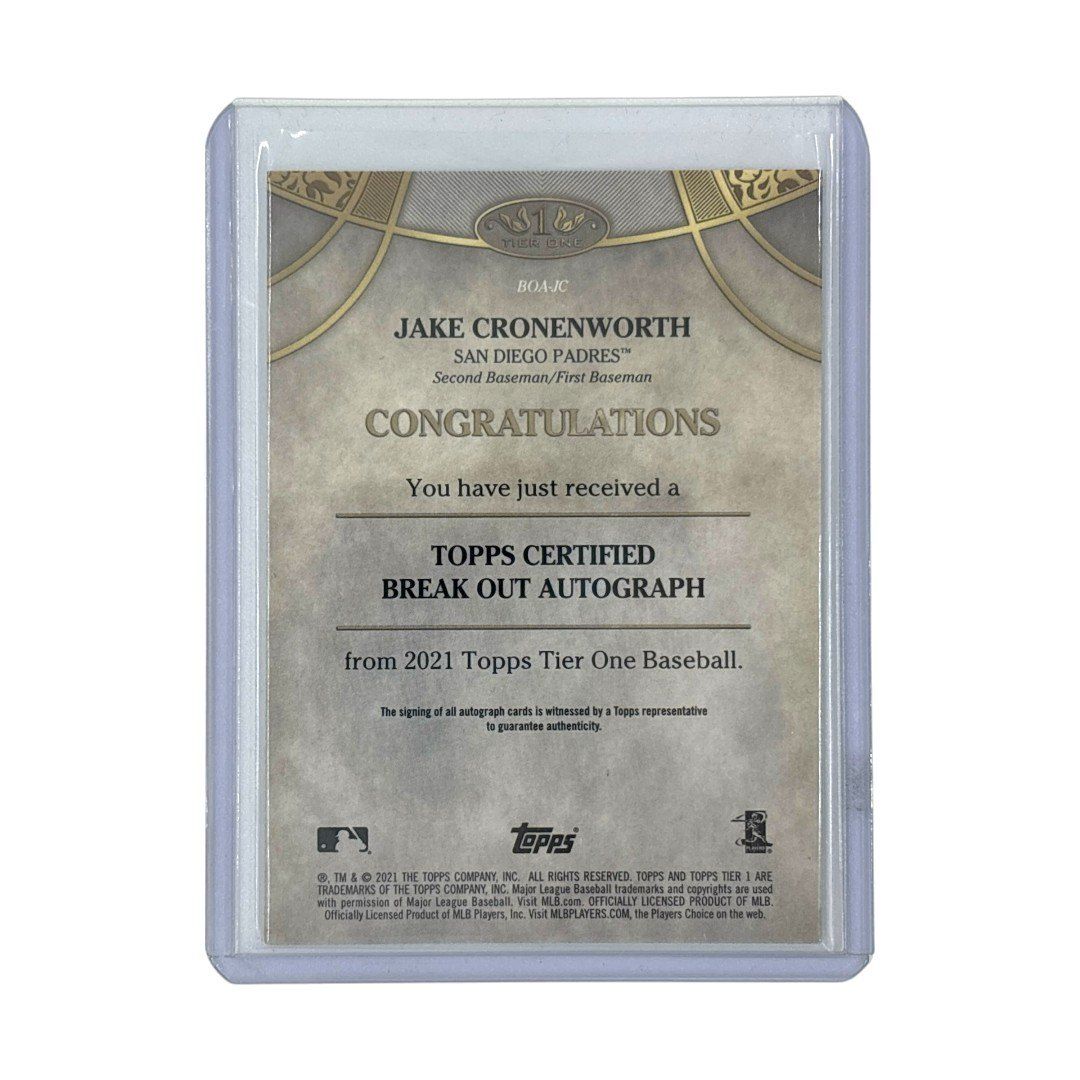 1
TIER ONE
BOA-JC
JAKE CRONENWORTH
SAN DIEGO PADRES™
Second Baseman/First Baseman
CONGRATULATIONS
You have just received a
TOPPS CERTIFIED
BREAK OUT AUTOGRAPH
from 2021 Topps Tier One Baseball.
The signing of all autograph cards is witnessed by a Topps representative
to guarantee authenticity.
Topps®
PLAYERS
®, TM & © 2021 THE TOPPS COMPANY, INC. ALL RIGHTS RESERVED. TOPPS AND TOPPS TIER 1 ARE
TRADEMARKS OF THE TOPPS COMPANY, INC. Major League Baseball trademarks and copyrights are used
with permission of Major League Baseball. Visit MLB.com. OFFICIALLY LICENSED PRODUCT OF MLB.
Officially Licensed Product of MLB Players, Inc. Visit MLBPLAYERS.COM, the Players Choice on the web.